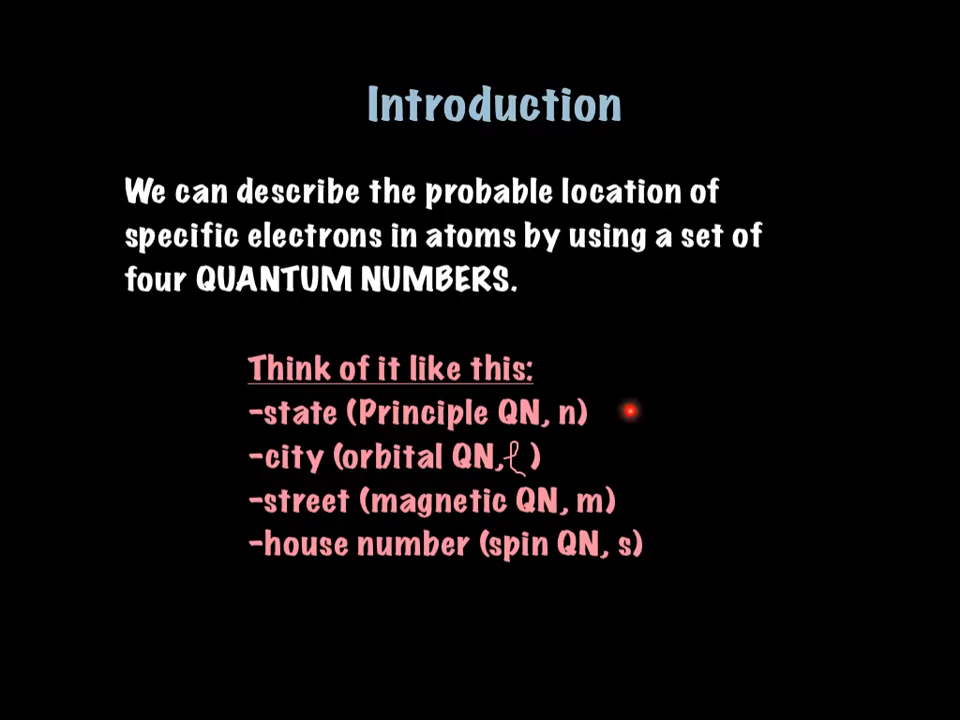 Introduction
We can describe the probable location of
specific electrons in atoms by using a set of
four QUANTUM NUMBERS.
Think of it like this:
-state (Principle QN, n)
-city (orbital QN, ℓ )
-street (magnetic QN, m)
-house number (spin QN, s)